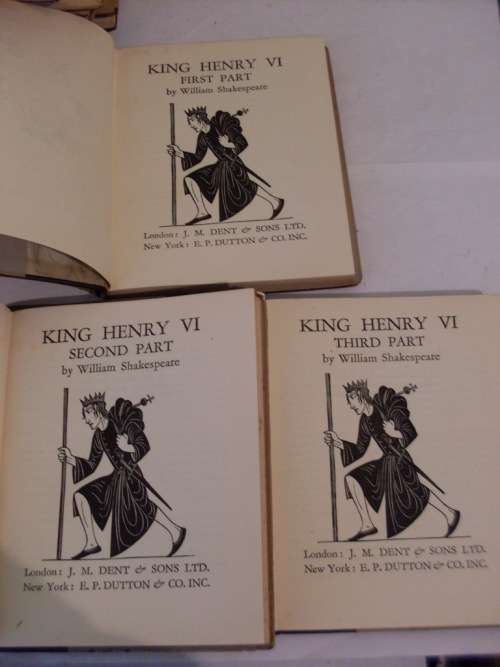 KING HENRY VI
FIRST PART
by William Shakespeare
London: J. M. DENT & SONS LTD.
New York: E. P. DUTTON & CO. INC.
KING HENRY VI
SECOND PART
by William Shakespeare
London: J. M. DENT & SONS LTD.
New York: E. P. DUTTON & CO. INC.
KING HENRY VI
THIRD PART
by William Shakespeare
London: J. M. DENT & SONS LTD.
New York: E. P. DUTTON & CO. INC.